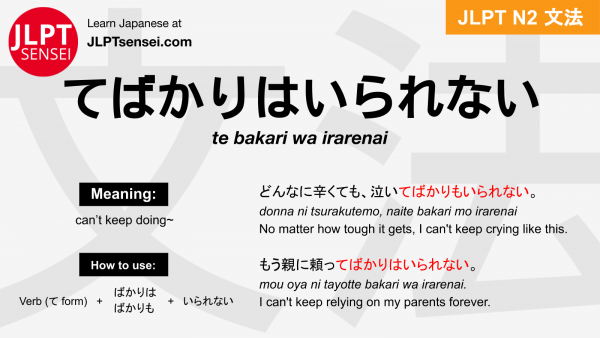 JLPT
SENSEI
Learn Japanese at
JLPTsensei.com
JLPT N2 文法
てばかりはいられない
te bakari wa irarenai
Meaning:
can't keep doing~
How to use:
Verb (て form) + ばかりは + いられない
ばかりも
どんなに辛くても、泣いてばかりもいられない。
donna ni tsurakutemo, naite bakari mo irarenai
No matter how tough it gets, I can't keep crying like this.
もう親に頼ってばかりはいられない。
mou oya ni tayotte bakari wa irarenai.
I can't keep relying on my parents forever.
文法